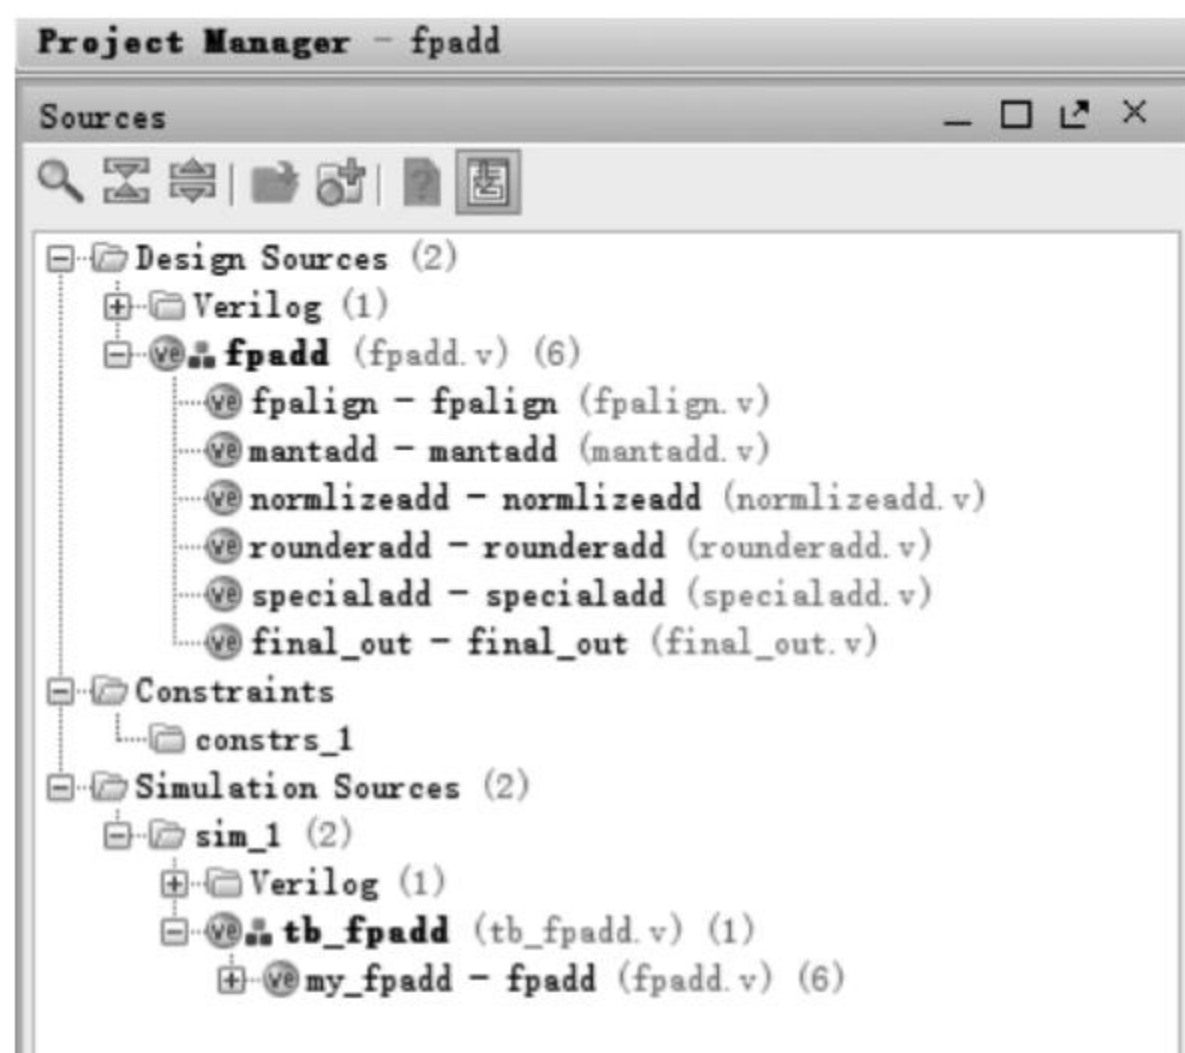 Project Manager - fpadd
Sources
Design Sources (2)
Verilog (1)
fpadd (fpadd.v) (6)
fpalign - fpalign (fpalign.v)
mantadd - mantadd (mantadd.v)
normlizeadd - normlizeadd (normlizeadd.v)
rounderadd - rounderadd (rounderadd.v)
specialadd - specialadd (specialadd.v)
final_out - final_out (final_out.v)
Constraints
constrs_1
Simulation Sources (2)
sim_1 (2)
Verilog (1)
tb_fpadd (tb_fpadd.v) (1)
my_fpadd - fpadd (fpadd.v) (6)